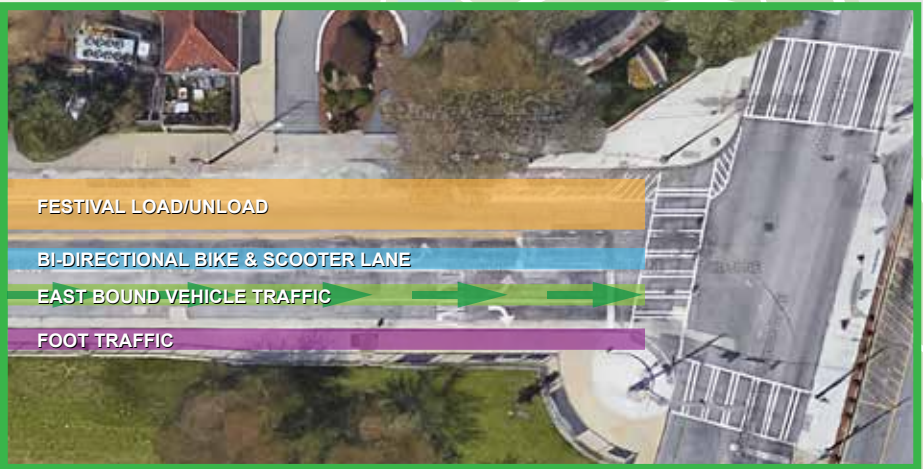 FESTIVAL LOAD/UNLOAD
BI-DIRECTIONAL BIKE & SCOOTER LANE
EAST BOUND VEHICLE TRAFFIC
FOOT TRAFFIC